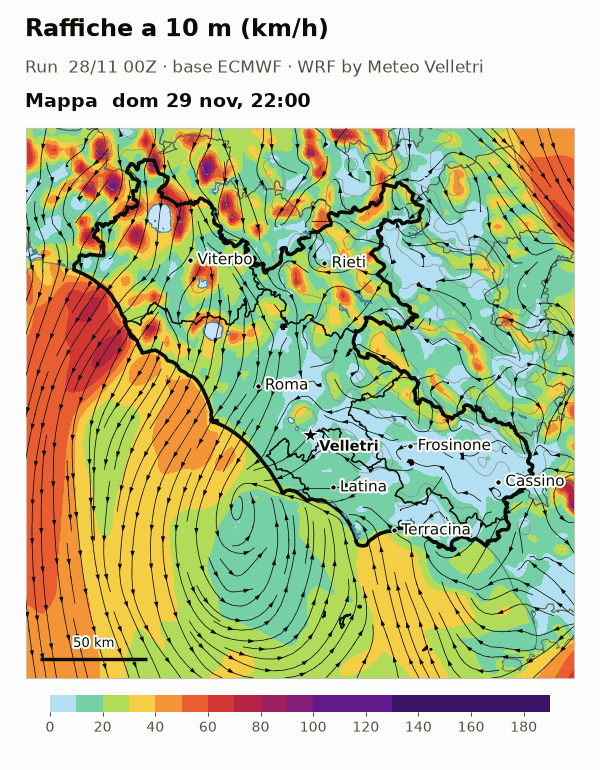 Raffiche a 10 m (km/h)
Run  28/11 00Z · base ECMWF · WRF by Meteo Velletri
Mappa  dom 29 nov, 22:00
Viterbo
Rieti
Roma
Velletri
Frosinone
Latina
Cassino
Terracina
50 km
0 20 40 60 80 100 120 140 160 180